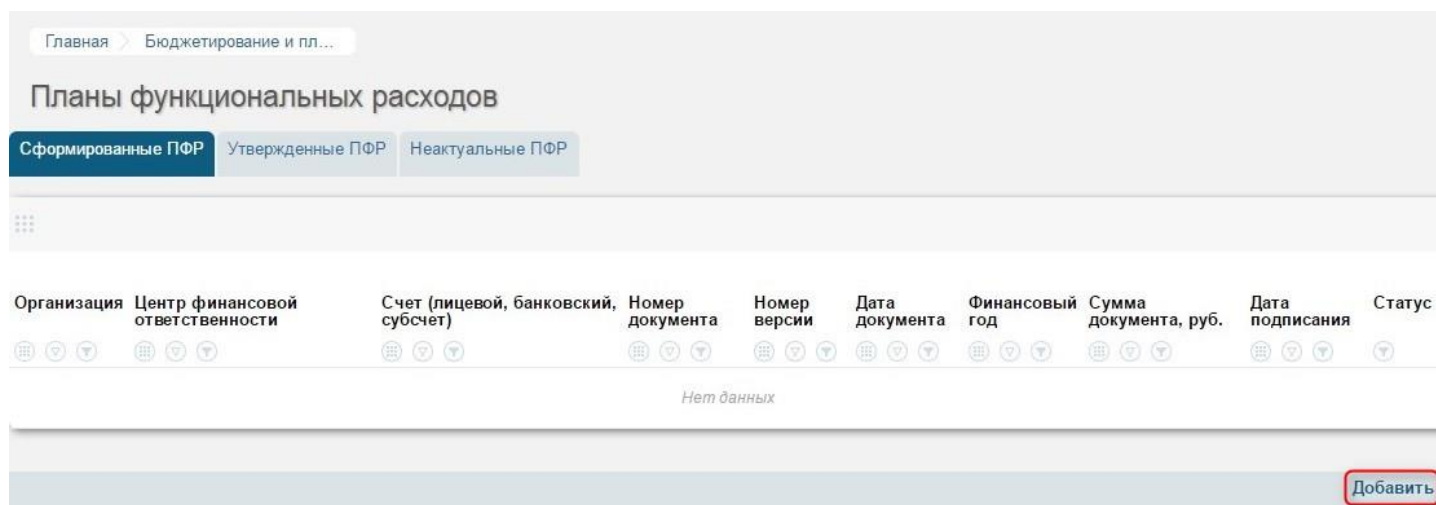 Главная Бюджетирование и пл...
Планы функциональных расходов
Сформированные ПФР Утвержденные ПФР Неактуальные ПФР
Организация Центр финансовой Счет (лицевой, банковский, Номер Номер Дата Финансовый Сумма Дата Статус
ответственности субсчет) документа версии документа год документа, руб. подписания
Нет данных
Добавить